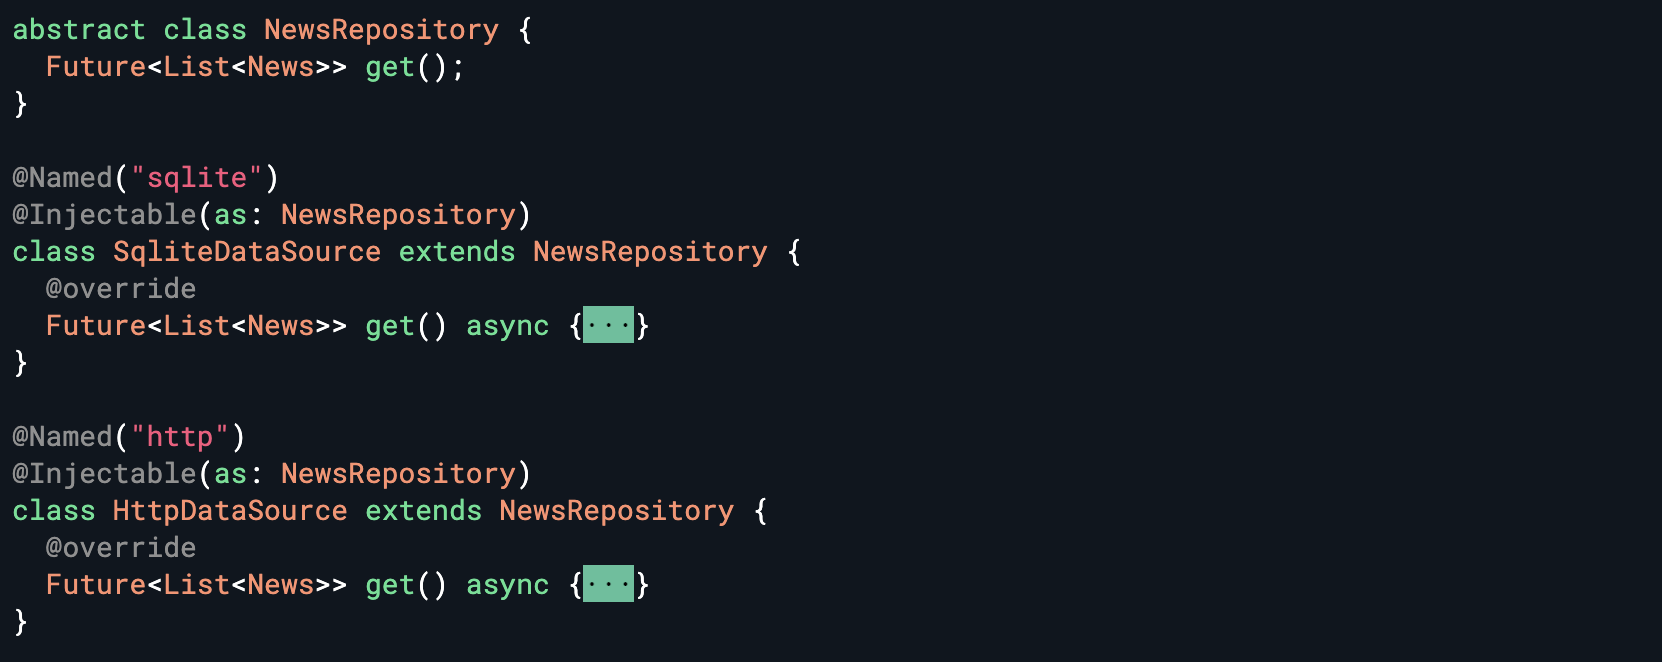 abstract class NewsRepository {
  Future<List<News>> get();
}

@Named("sqlite")
@Injectable(as: NewsRepository)
class SqliteDataSource extends NewsRepository {
  @override
  Future<List<News>> get() async {...}
}

@Named("http")
@Injectable(as: NewsRepository)
class HttpDataSource extends NewsRepository {
  @override
  Future<List<News>> get() async {...}
}